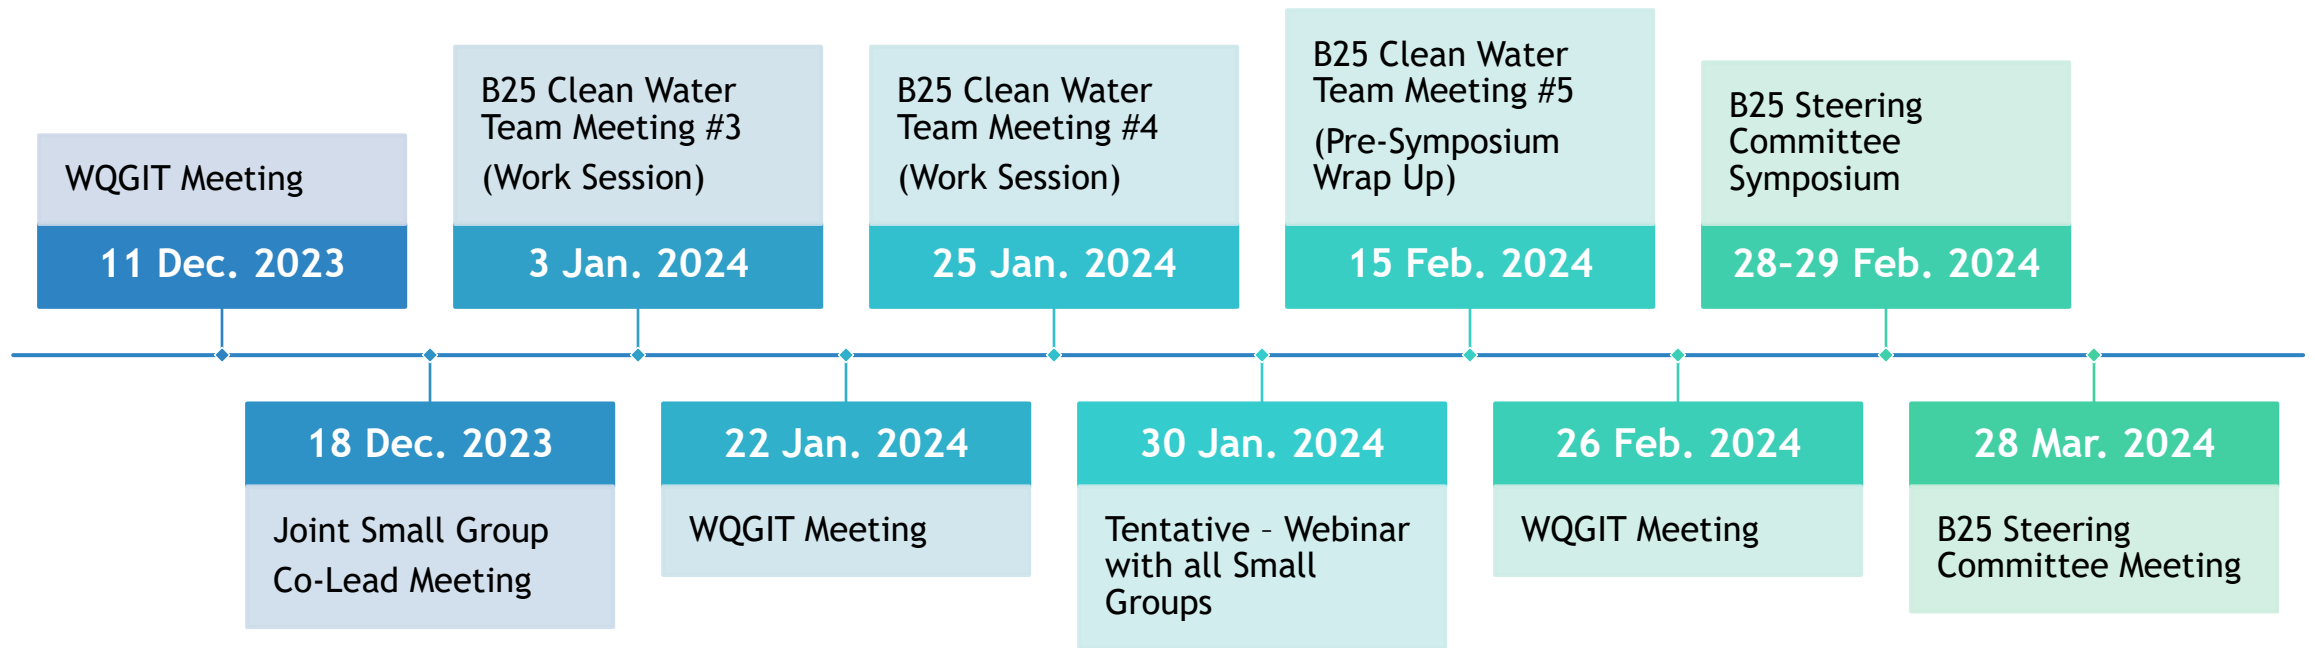 WQGIT Meeting
11 Dec. 2023
18 Dec. 2023
Joint Small Group
Co-Lead Meeting
B25 Clean Water
Team Meeting #3
(Work Session)
3 Jan. 2024
22 Jan. 2024
WQGIT Meeting
B25 Clean Water
Team Meeting #4
(Work Session)
25 Jan. 2024
30 Jan. 2024
Tentative – Webinar
with all Small
Groups
B25 Clean Water
Team Meeting #5
(Pre-Symposium
Wrap Up)
15 Feb. 2024
26 Feb. 2024
WQGIT Meeting
B25 Steering
Committee
Symposium
28–29 Feb. 2024
28 Mar. 2024
B25 Steering
Committee Meeting